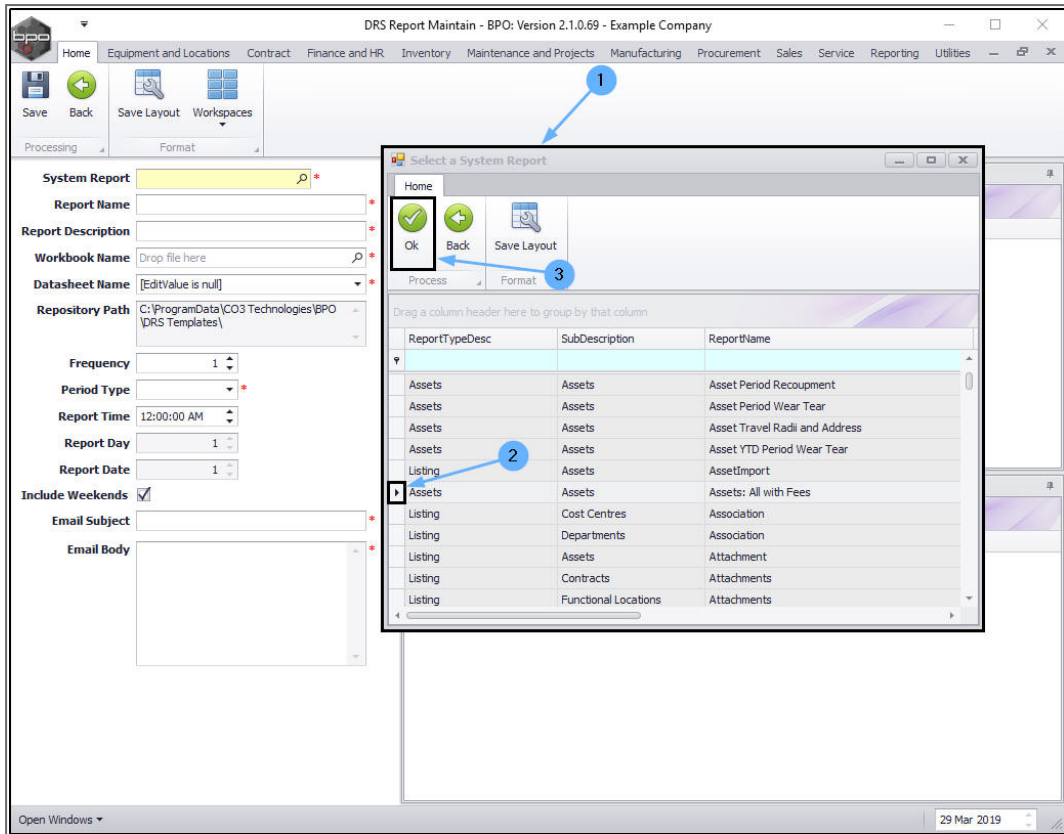 DRS Report Maintain - BPO: Version 2.1.0.69 - Example Company
bpo
Home Equipment and Locations Contract Finance and HR Inventory Maintenance and Projects Manufacturing Procurement Sales Service Reporting Utilities
Save Back Save Layout Workspaces
Processing Format
1
System Report *
Report Name *
Report Description *
Workbook Name Drop file here *
Datasheet Name [EditValue is null] *
Repository Path C:\ProgramData\CO3 Technologies\BPO
\DRS Templates\
Frequency 1
Period Type *
Report Time 12:00:00 AM
Report Day 1
Report Date 1
Include Weekends
Email Subject *
Email Body *
Select a System Report
Home
Ok Back Save Layout
Process Format
3
Drag a column header here to group by that column
ReportTypeDesc SubDescription ReportName
Assets Assets Asset Period Recoupment
Assets Assets Asset Period Wear Tear
Assets Assets Asset Travel Radii and Address
Assets Assets Asset YTD Period Wear Tear
2
Listing Assets AssetImport
Assets Assets Assets: All with Fees
Listing Cost Centres Association
Listing Departments Association
Listing Assets Attachment
Listing Contracts Attachments
Listing Functional Locations Attachments
Open Windows 29 Mar 2019